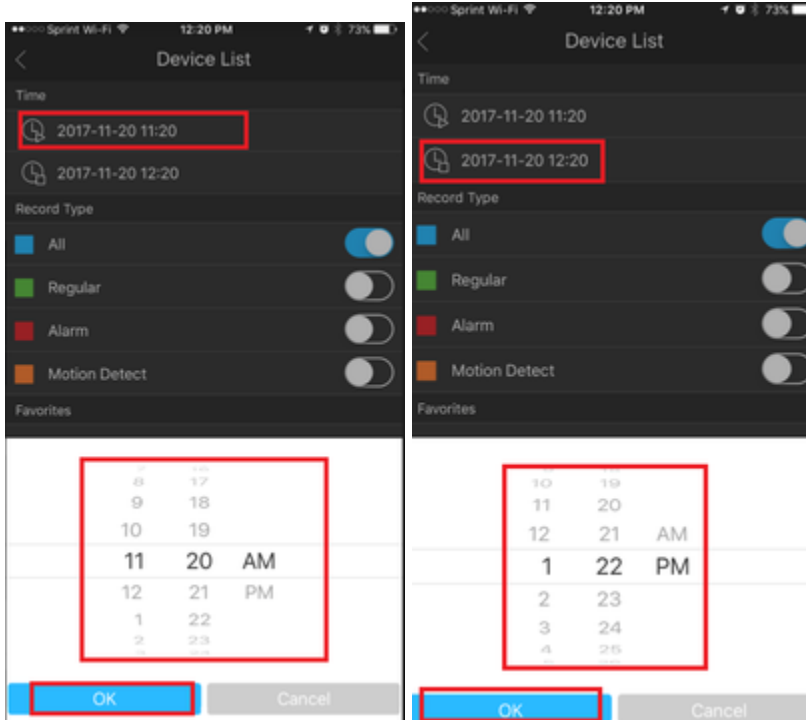 Sprint Wi-Fi 12:20 PM 73%
Device List
Time
2017-11-20 11:20
2017-11-20 12:20
Record Type
All
Regular
Alarm
Motion Detect
Favorites
8 17
9 18
10 19
11 20 AM
12 21 PM
1 22
2 23
OK Cancel
Sprint Wi-Fi 12:20 PM 73%
Device List
Time
2017-11-20 11:20
2017-11-20 12:20
Record Type
All
Regular
Alarm
Motion Detect
Favorites
10 19
11 20
12 21 AM
1 22 PM
2 23
3 24
4 25
OK Cancel